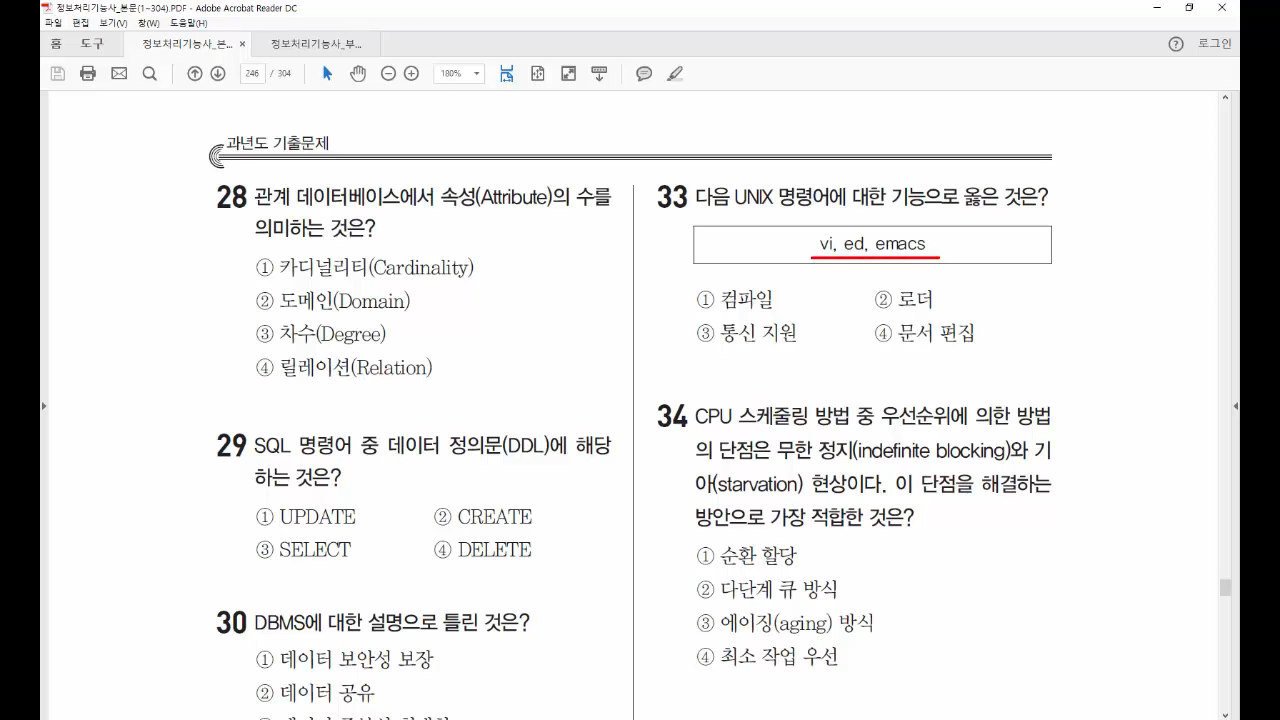 정보처리기능사_본문(1-304).PDF - Adobe Acrobat Reader DC
파일 편집 보기(V) 창(W) 도움말(H)
홈 도구 정보처리기능사_본... × 정보처리기능사_부... ? 로그인
246 / 304 180%
과년도 기출문제
28 관계 데이터베이스에서 속성(Attribute)의 수를
의미하는 것은?
① 카디널리티(Cardinality)
② 도메인(Domain)
③ 차수(Degree)
④ 릴레이션(Relation)
29 SQL 명령어 중 데이터 정의문(DDL)에 해당
하는 것은?
① UPDATE ② CREATE
③ SELECT ④ DELETE
30 DBMS에 대한 설명으로 틀린 것은?
① 데이터 보안성 보장
② 데이터 공유
33 다음 UNIX 명령어에 대한 기능으로 옳은 것은?
vi, ed, emacs
① 컴파일 ② 로더
③ 통신 지원 ④ 문서 편집
34 CPU 스케줄링 방법 중 우선순위에 의한 방법
의 단점은 무한 정지(indefinite blocking)와 기
아(starvation) 현상이다. 이 단점을 해결하는
방안으로 가장 적합한 것은?
① 순환 할당
② 다단계 큐 방식
③ 에이징(aging) 방식
④ 최소 작업 우선